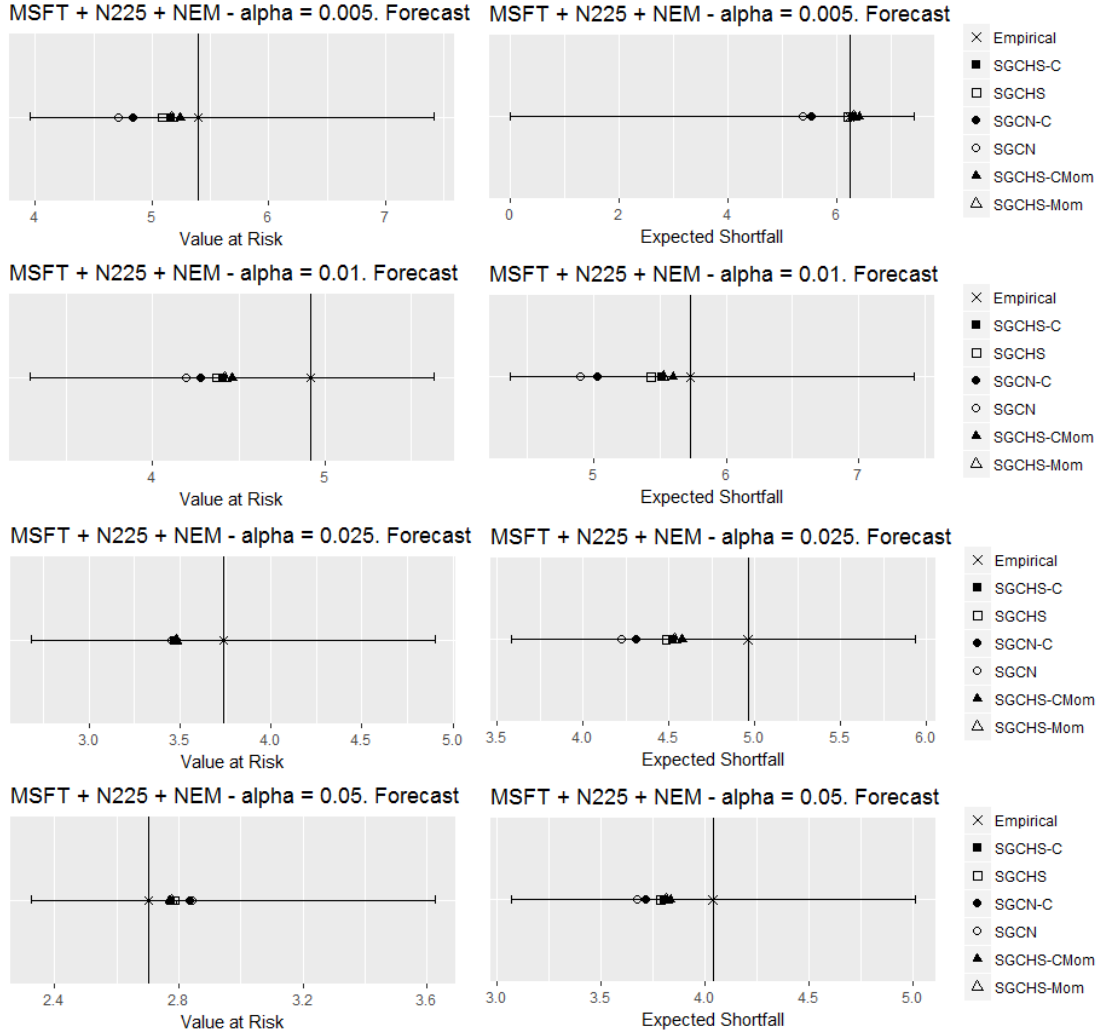 MSFT + N225 + NEM - alpha = 0.005. Forecast
4 5 6 7
Value at Risk
MSFT + N225 + NEM - alpha = 0.005. Forecast
0 2 4 6
Expected Shortfall
Empirical
SGCHS-C
SGCHS
SGCN-C
SGCN
SGCHS-CMom
SGCHS-Mom
MSFT + N225 + NEM - alpha = 0.01. Forecast
4 5
Value at Risk
MSFT + N225 + NEM - alpha = 0.01. Forecast
5 6 7
Expected Shortfall
Empirical
SGCHS-C
SGCHS
SGCN-C
SGCN
SGCHS-CMom
SGCHS-Mom
MSFT + N225 + NEM - alpha = 0.025. Forecast
3.0 3.5 4.0 4.5 5.0
Value at Risk
MSFT + N225 + NEM - alpha = 0.025. Forecast
3.5 4.0 4.5 5.0 5.5 6.0
Expected Shortfall
Empirical
SGCHS-C
SGCHS
SGCN-C
SGCN
SGCHS-CMom
SGCHS-Mom
MSFT + N225 + NEM - alpha = 0.05. Forecast
2.4 2.8 3.2 3.6
Value at Risk
MSFT + N225 + NEM - alpha = 0.05. Forecast
3.0 3.5 4.0 4.5 5.0
Expected Shortfall
Empirical
SGCHS-C
SGCHS
SGCN-C
SGCN
SGCHS-CMom
SGCHS-Mom